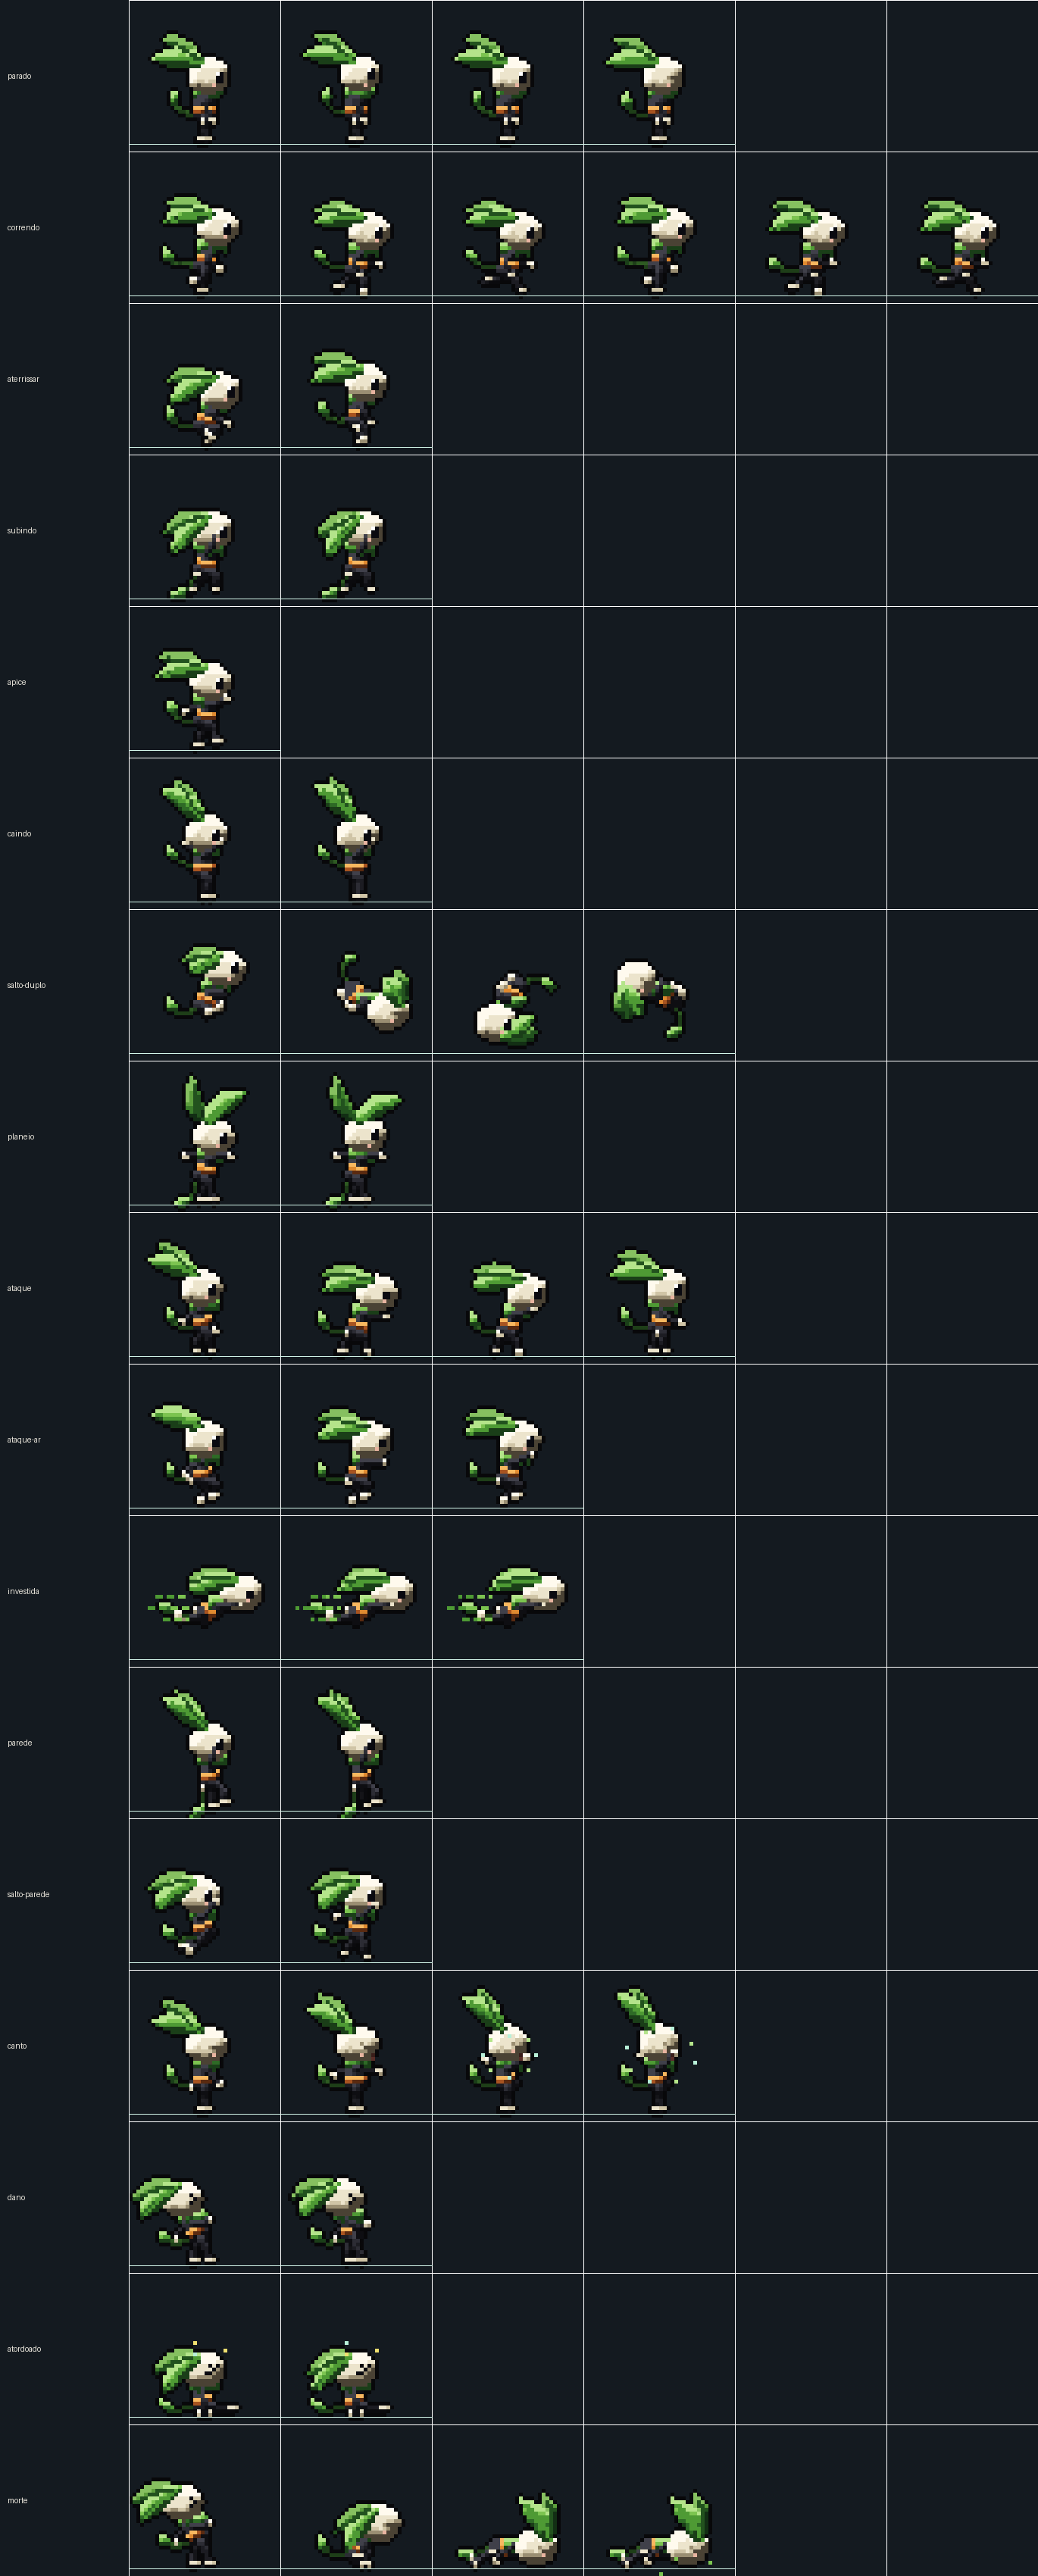 parado
correndo
aterrissar
subindo
apice
caindo
salto-duplo
planeio
ataque
ataque-ar
investida
parede
salto-parede
canto
dano
atordoado
morte